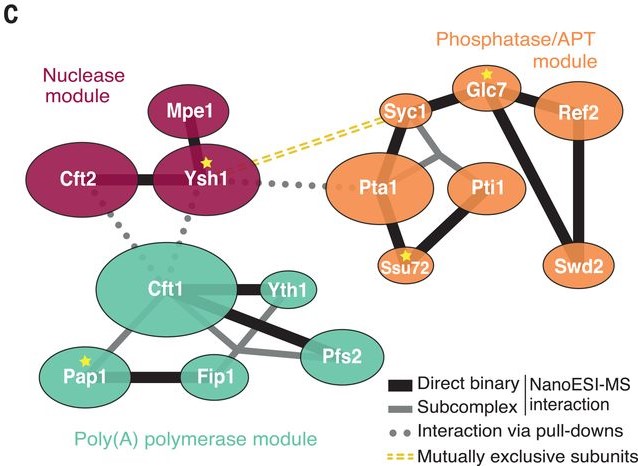 C
Phosphatase/APT
module
Nuclease
module
Mpe1
Cft2
Ysh1
Syc1
Glc7
Ref2
Pta1
Pti1
Ssu72
Swd2
Cft1
Yth1
Pfs2
Pap1
Fip1
Poly(A) polymerase module
Direct binary
Subcomplex
NanoESI-MS
interaction
Interaction via pull-downs
Mutually exclusive subunits